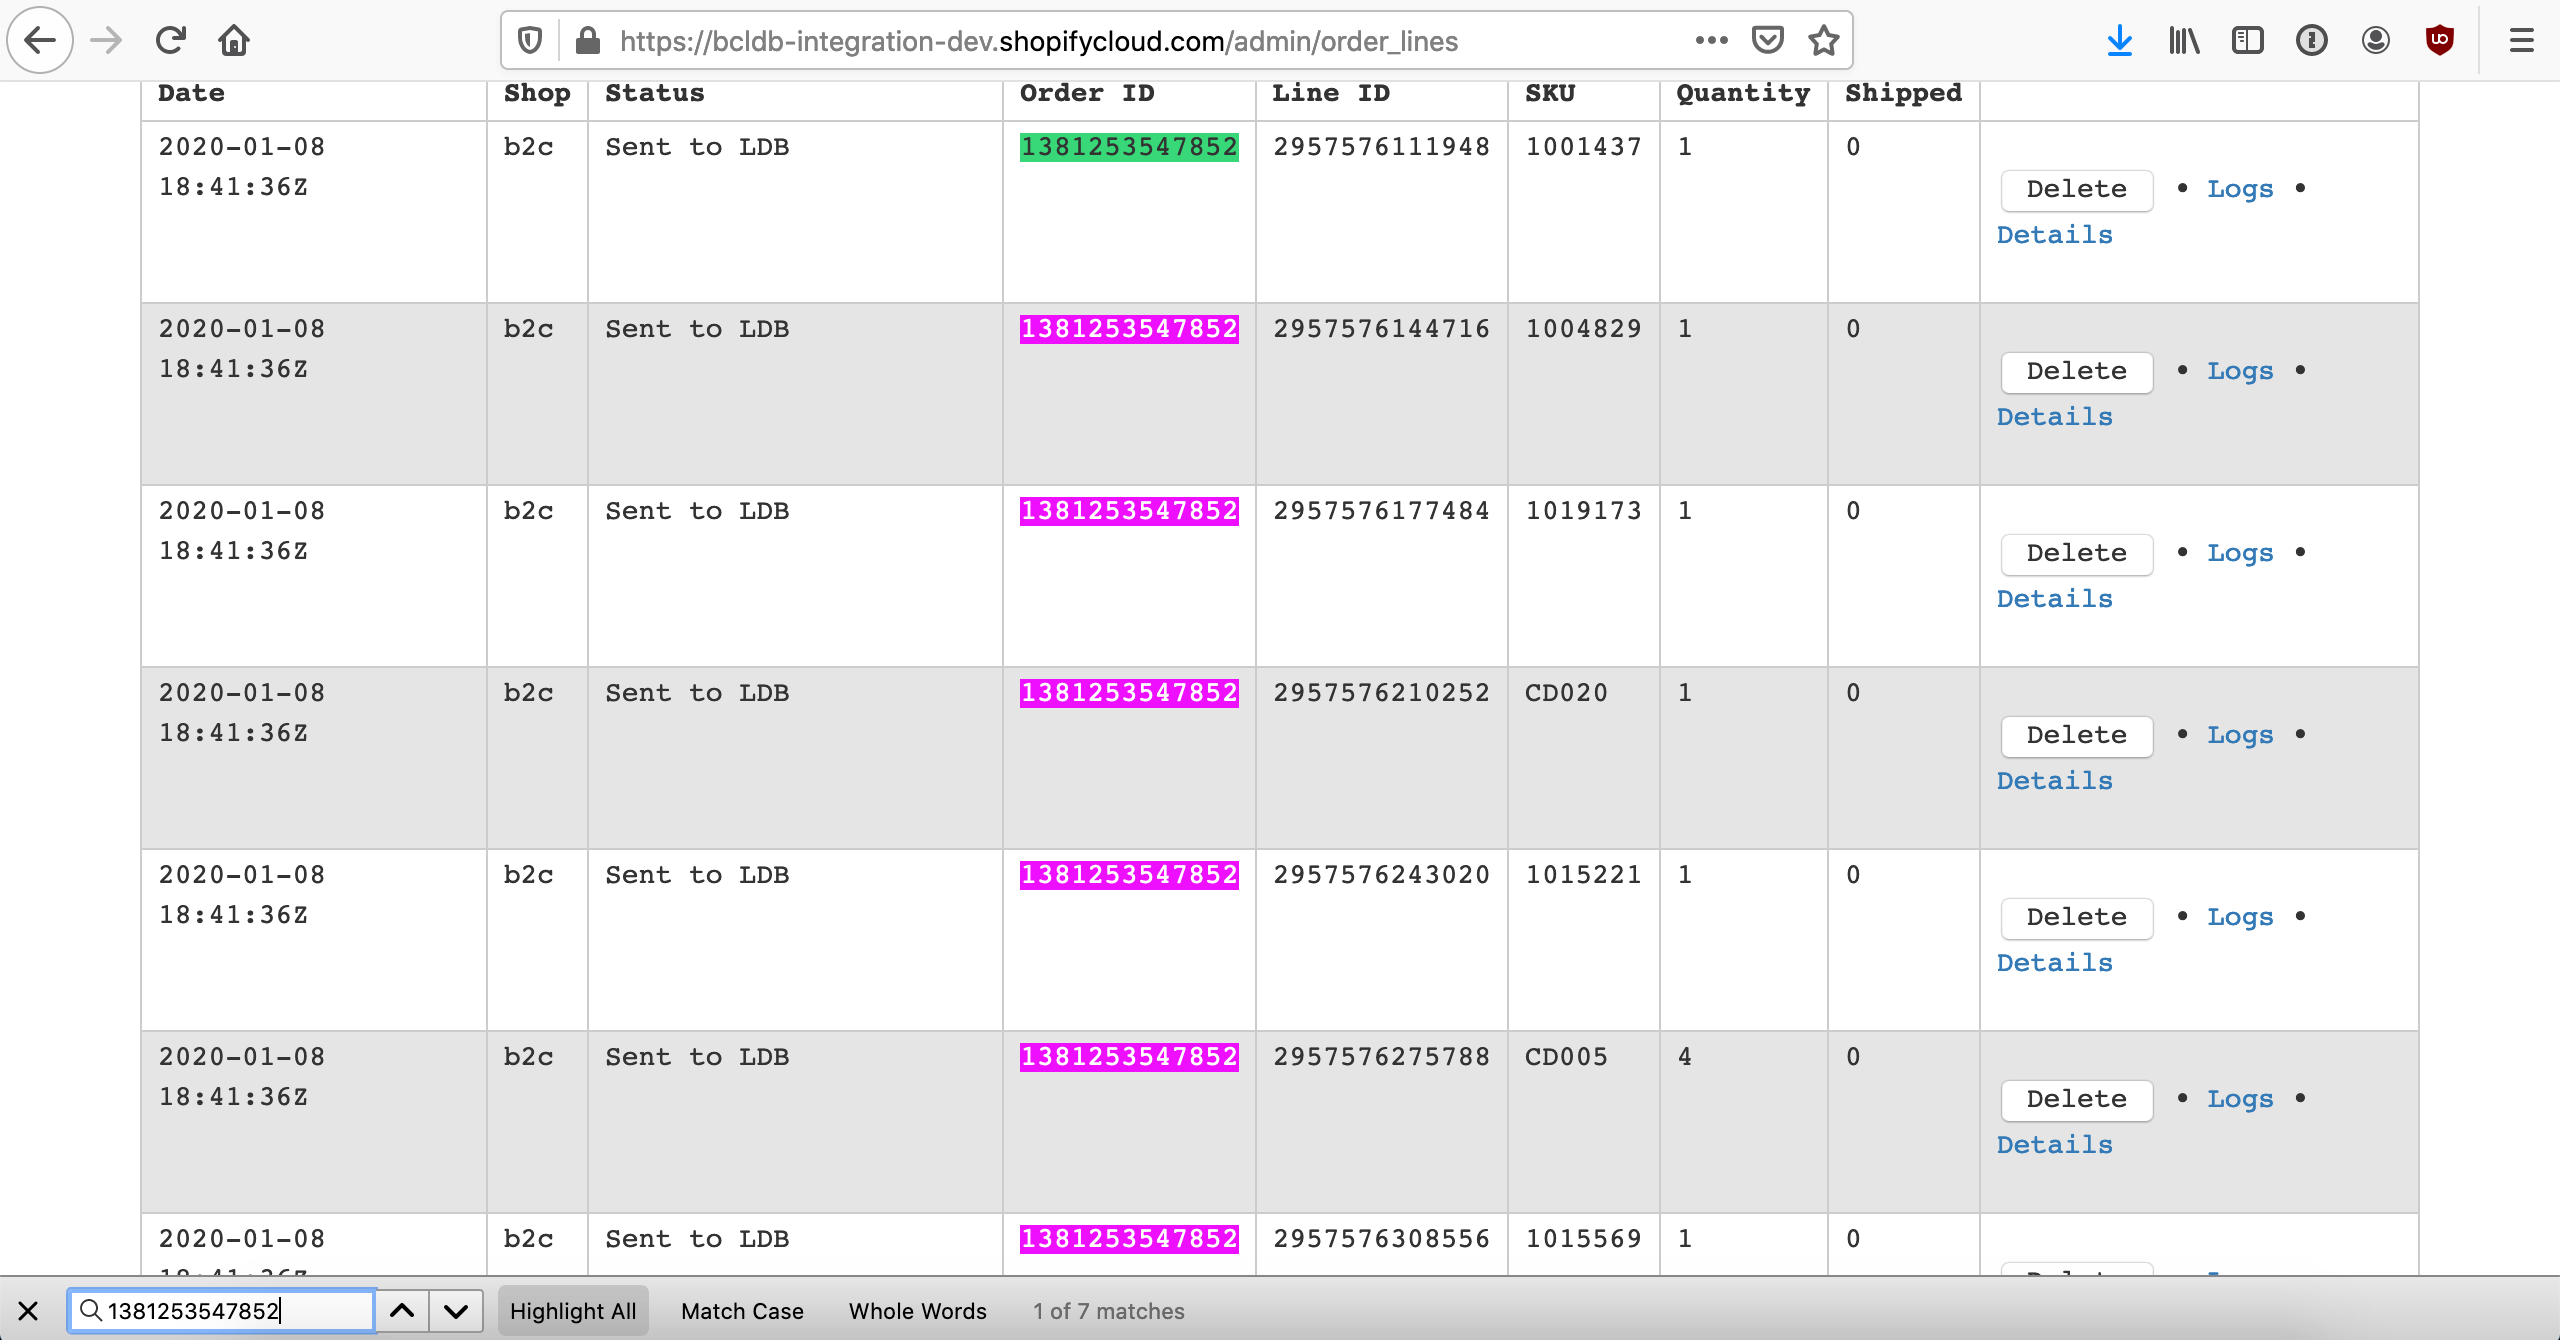 https://bcldb-integration-dev.shopifycloud.com/admin/order_lines
Date Shop Status Order ID Line ID SKU Quantity Shipped
2020-01-08 b2c Sent to LDB 1381253547852 2957576111948 1001437 1 0
18:41:36Z Delete • Logs •
Details
2020-01-08 b2c Sent to LDB 1381253547852 2957576144716 1004829 1 0
18:41:36Z Delete • Logs •
Details
2020-01-08 b2c Sent to LDB 1381253547852 2957576177484 1019173 1 0
18:41:36Z Delete • Logs •
Details
2020-01-08 b2c Sent to LDB 1381253547852 2957576210252 CD020 1 0
18:41:36Z Delete • Logs •
Details
2020-01-08 b2c Sent to LDB 1381253547852 2957576243020 1015221 1 0
18:41:36Z Delete • Logs •
Details
2020-01-08 b2c Sent to LDB 1381253547852 2957576275788 CD005 4 0
18:41:36Z Delete • Logs •
Details
2020-01-08 b2c Sent to LDB 1381253547852 2957576308556 1015569 1 0
1381253547852 Highlight All Match Case Whole Words 1 of 7 matches